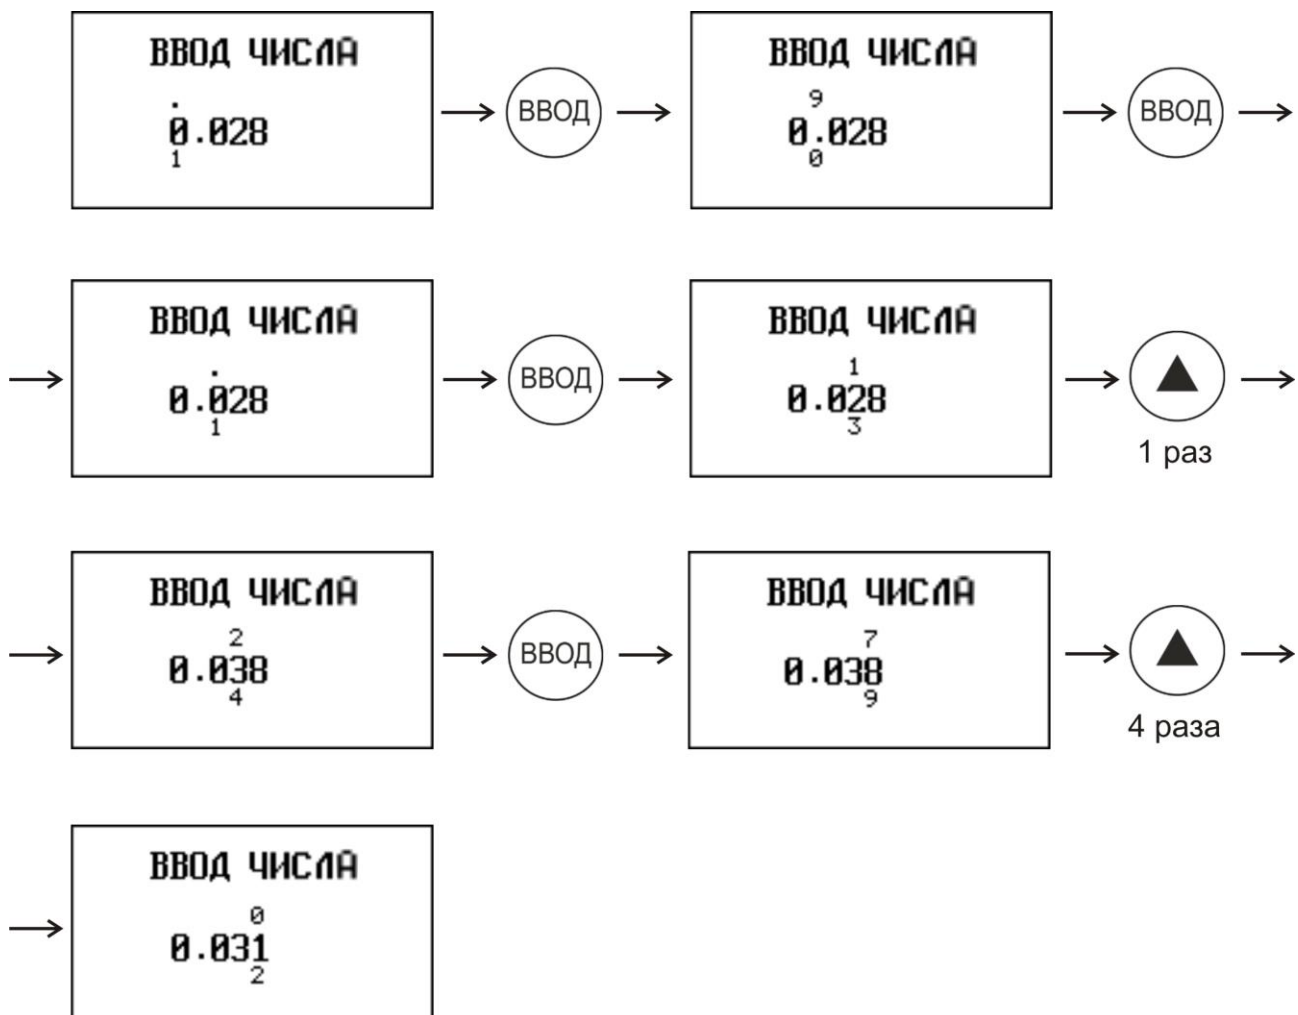 ВВОД ЧИСЛА
.
0.028
1
ВВОД
ВВОД ЧИСЛА
9
0.028
0
ВВОД
ВВОД ЧИСЛА
.
0.028
1
ВВОД
ВВОД ЧИСЛА
1
0.028
3
1 раз
ВВОД ЧИСЛА
2
0.038
4
ВВОД
ВВОД ЧИСЛА
7
0.038
9
4 раза
ВВОД ЧИСЛА
0
0.031
2